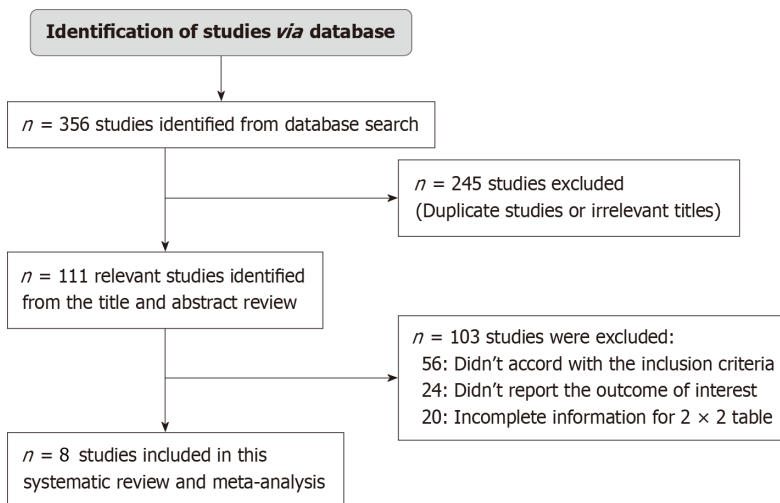 Identification of studies via database
n = 356 studies identified from database search
n = 245 studies excluded
(Duplicate studies or irrelevant titles)
n = 111 relevant studies identified
from the title and abstract review
n = 103 studies were excluded:
56: Didn’t accord with the inclusion criteria
24: Didn’t report the outcome of interest
20: Incomplete information for 2 × 2 table
n = 8 studies included in this
systematic review and meta-analysis